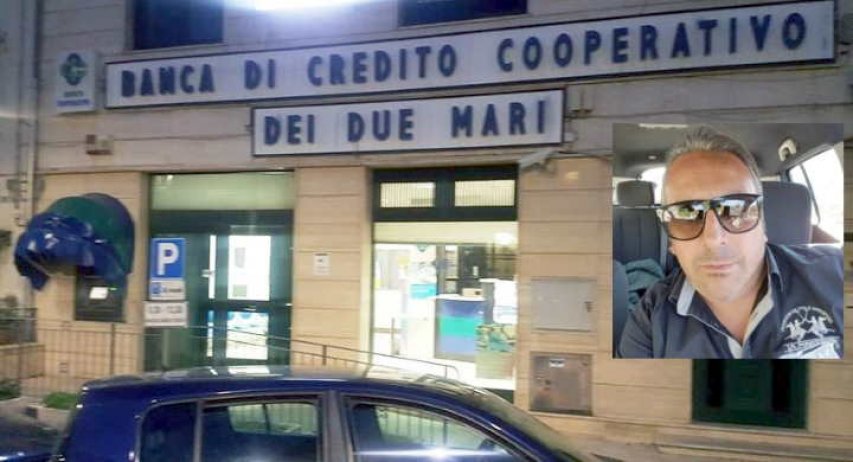 BANCA DI CREDITO COOPERATIVO
DEI DUE MARI
P